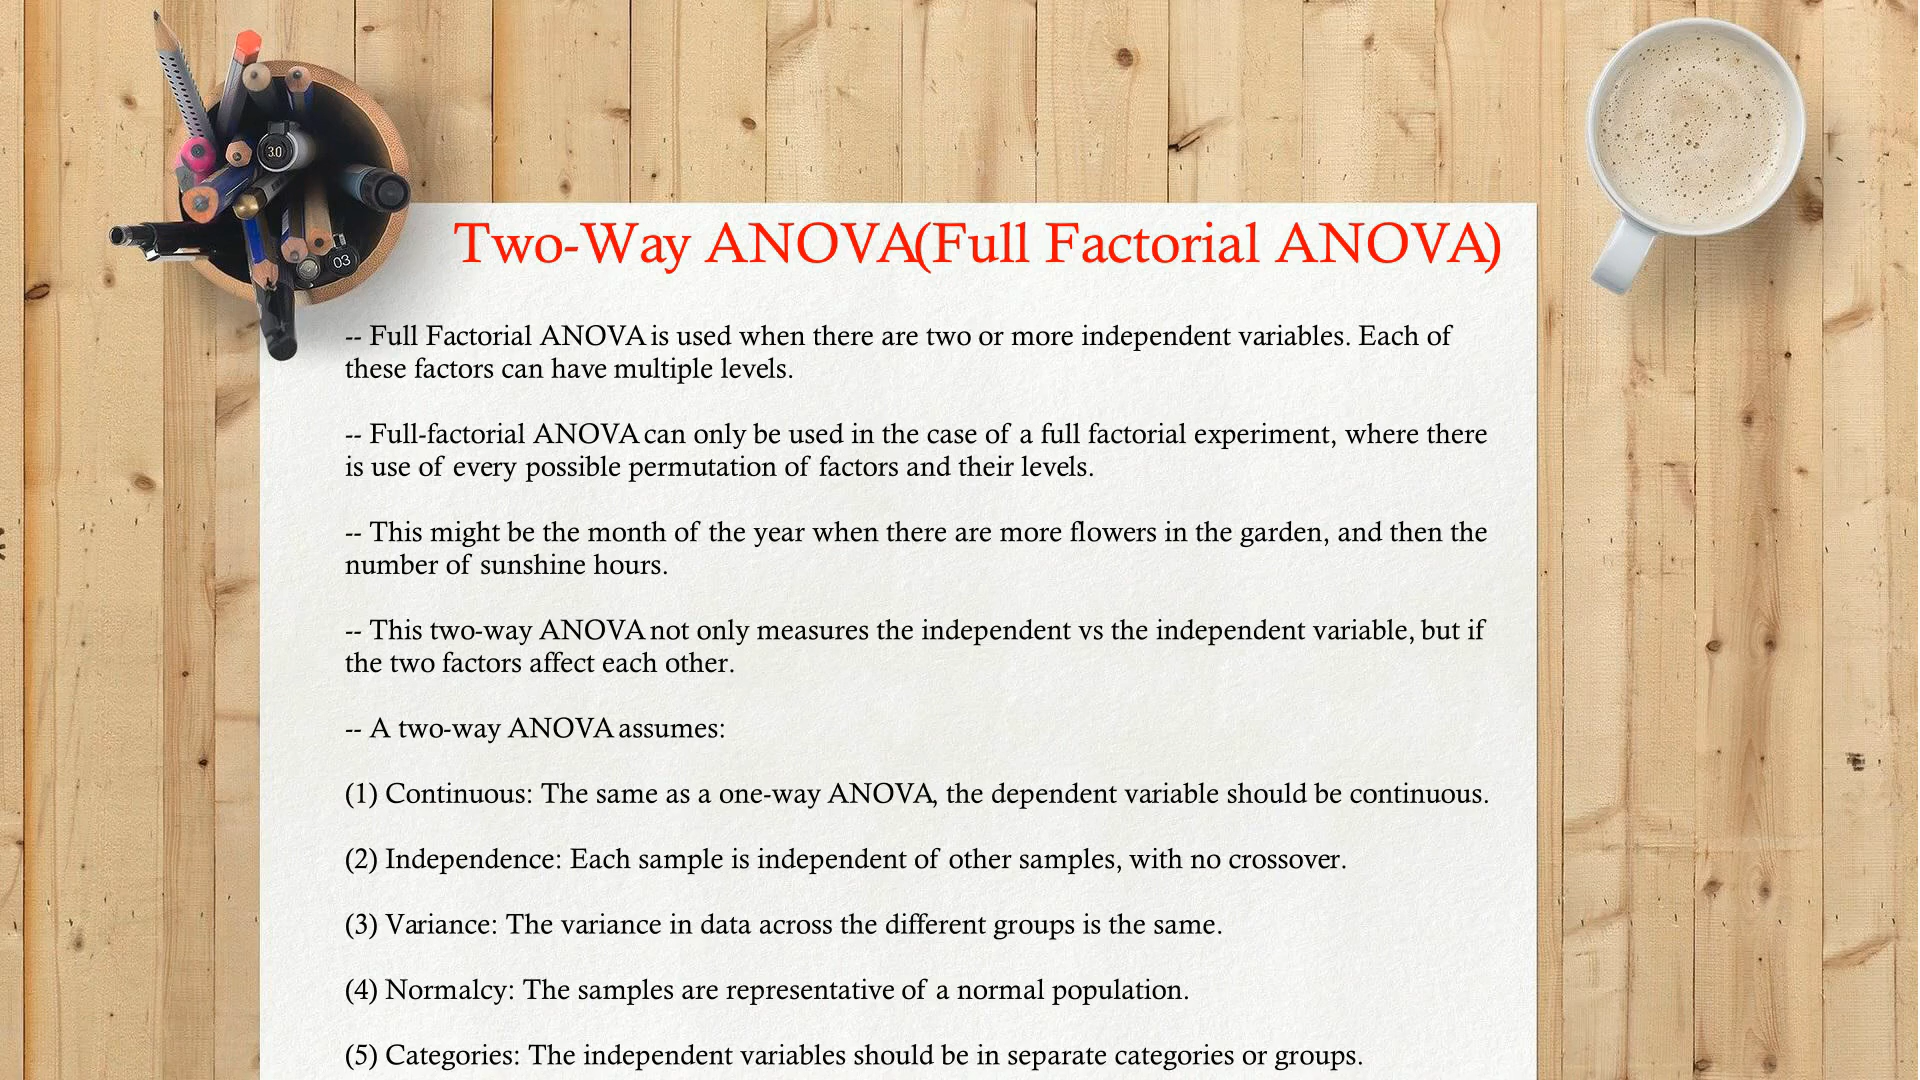 3.0
03
Two-Way ANOVA(Full Factorial ANOVA)
-- Full Factorial ANOVA is used when there are two or more independent variables. Each of
these factors can have multiple levels.
-- Full-factorial ANOVA can only be used in the case of a full factorial experiment, where there
is use of every possible permutation of factors and their levels.
-- This might be the month of the year when there are more flowers in the garden, and then the
number of sunshine hours.
-- This two-way ANOVA not only measures the independent vs the independent variable, but if
the two factors affect each other.
-- A two-way ANOVA assumes:
(1) Continuous: The same as a one-way ANOVA, the dependent variable should be continuous.
(2) Independence: Each sample is independent of other samples, with no crossover.
(3) Variance: The variance in data across the different groups is the same.
(4) Normalcy: The samples are representative of a normal population.
(5) Categories: The independent variables should be in separate categories or groups.